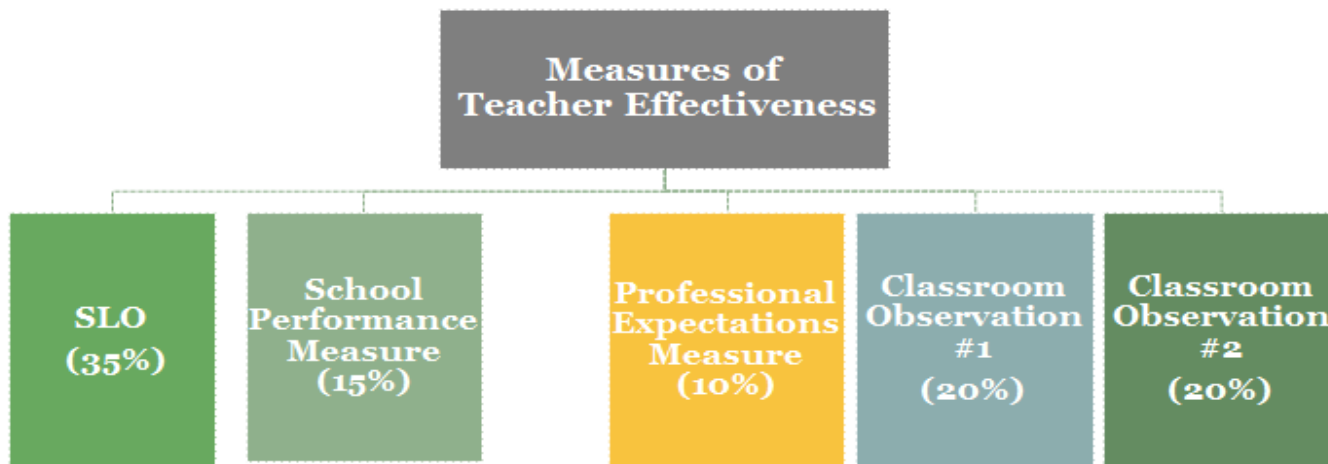 Measures of
Teacher Effectiveness
SLO
(35%)
School
Performance
Measure
(15%)
Professional
Expectations
Measure
(10%)
Classroom
Observation
#1
(20%)
Classroom
Observation
#2
(20%)